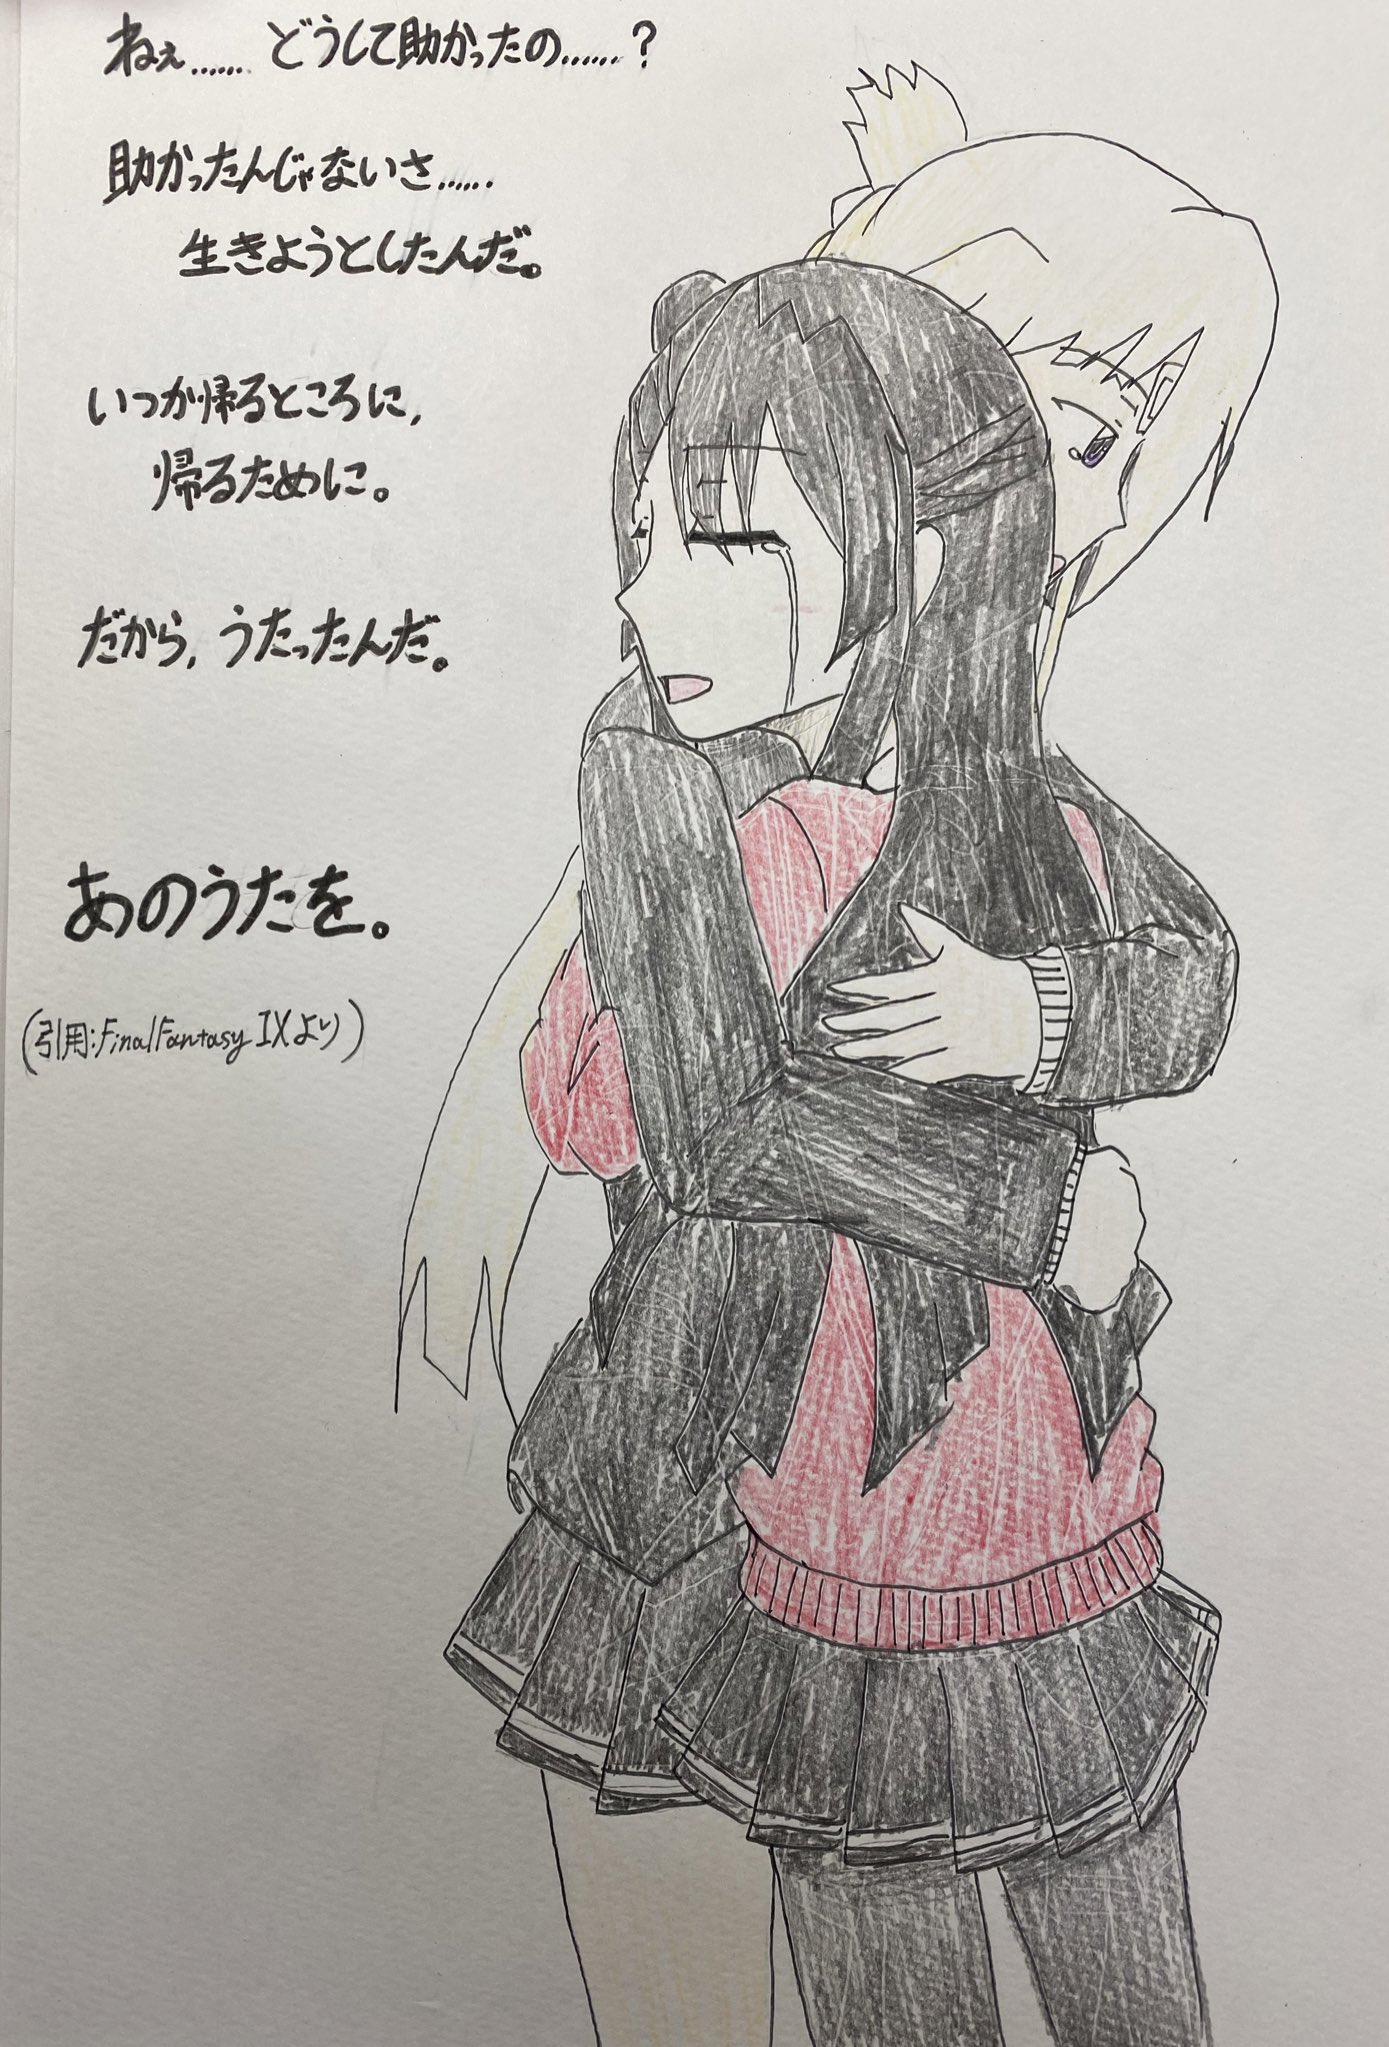 ねぇ…… どうして助かったの……？
助かったんじゃないさ……
生きようとしたんだ。
いつか帰るところに，
帰るために。
だから，うたったんだ。
あのうたを。
(引用:Final Fantasy IXより)